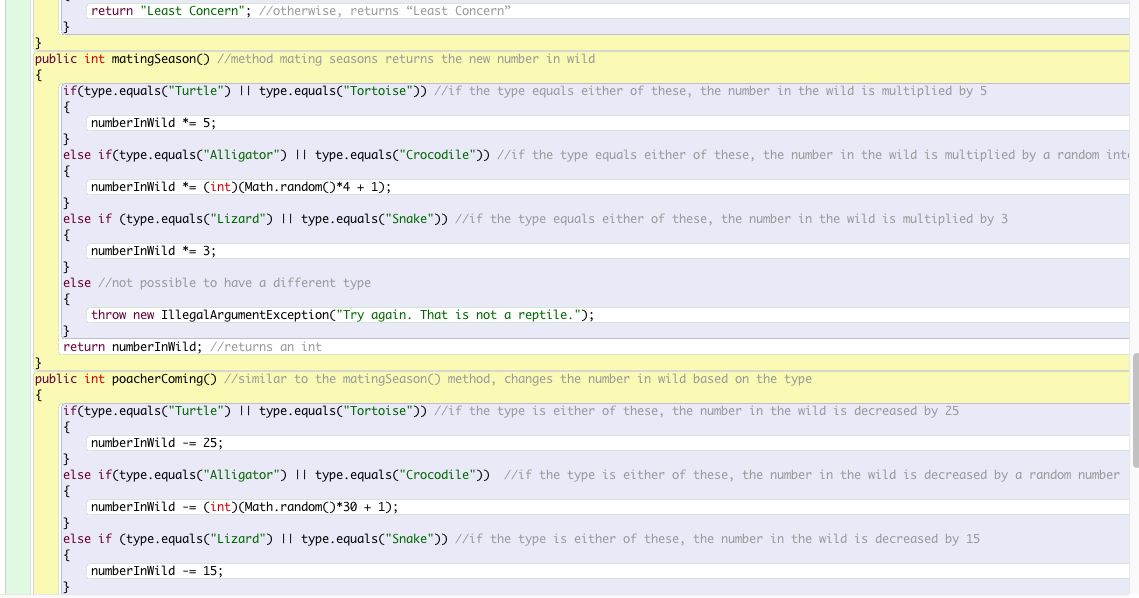 return "Least Concern"; //otherwise, returns “Least Concern”
}
}
public int matingSeason() //method mating seasons returns the new number in wild
{
if(type.equals("Turtle") || type.equals("Tortoise")) //if the type equals either of these, the number in the wild is multiplied by 5
{
numberInWild *= 5;
}
else if(type.equals("Alligator") || type.equals("Crocodile")) //if the type equals either of these, the number in the wild is multiplied by a random
{
numberInWild *= (int)(Math.random()*4 + 1);
}
else if (type.equals("Lizard") || type.equals("Snake")) //if the type equals either of these, the number in the wild is multiplied by 3
{
numberInWild *= 3;
}
else //not possible to have a different type
{
throw new IllegalArgumentException("Try again. That is not a reptile.");
}
return numberInWild; //returns an int
}
public int poacherComing() //similar to the matingSeason() method, changes the number in wild based on the type
{
if(type.equals("Turtle") || type.equals("Tortoise")) //if the type is either of these, the number in the wild is decreased by 25
{
numberInWild -= 25;
}
else if(type.equals("Alligator") || type.equals("Crocodile"))  //if the type is either of these, the number in the wild is decreased by a random number
{
numberInWild -= (int)(Math.random()*30 + 1);
}
else if (type.equals("Lizard") || type.equals("Snake")) //if the type is either of these, the number in the wild is decreased by 15
{
numberInWild -= 15;
}